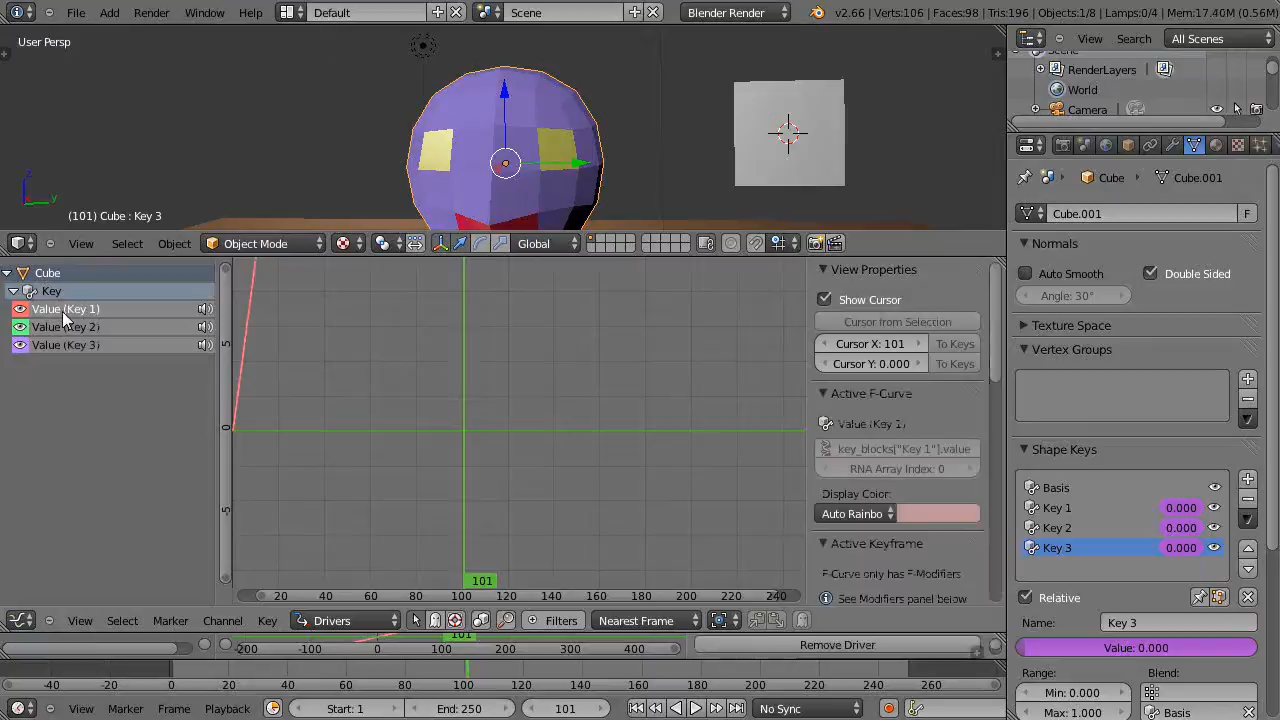 File Add Render Window Help Default Scene Blender Render v2.66 | Verts:106 | Faces:98 | Tris:196 | Objects:1/8 | Lamps:0/4 | Mem:17.40M (0.56M)
View Search All Scenes
User Persp
Scene
RenderLayers
World
Camera
(101) Cube : Key 3
View Select Object Object Mode Global
Cube Cube.001
Cube.001 F
Normals
Auto Smooth Double Sided
Angle: 30°
Texture Space
Vertex Groups
Shape Keys
Basis
Key 1 0.000
Key 2 0.000
Key 3 0.000
Relative
Name: Key 3
Value: 0.000
Range: Blend:
Min: 0.000
Max: 1.000 Basis
Cube
Key
Value (Key 1)
Value (Key 2)
Value (Key 3)
5
0
-5
101
20 40 60 80 100 120 140 160 180 200 220 240
View Properties
Show Cursor
Cursor from Selection
Cursor X: 101 To Keys
Cursor Y: 0.000 To Keys
Active F-Curve
Value (Key 1)
key_blocks["Key 1"].value
RNA Array Index: 0
Display Color:
Auto Rainbo
Active Keyframe
F-Curve only has F-Modifiers
See Modifiers panel below
View Select Marker Channel Key Drivers Filters Nearest Frame
101
-200 -100 0 100 200 300 400
Remove Driver
-40 -20 0 20 40 60 80 100 120 140 160 180 200 220 240 260
View Marker Frame Playback Start: 1 End: 250 101 No Sync